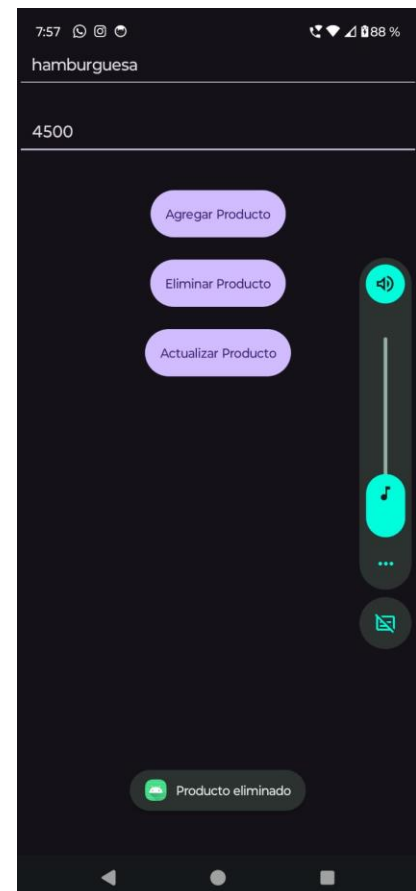 7:57 88 %
hamburguesa
4500
Agregar Producto
Eliminar Producto
Actualizar Producto
Producto eliminado